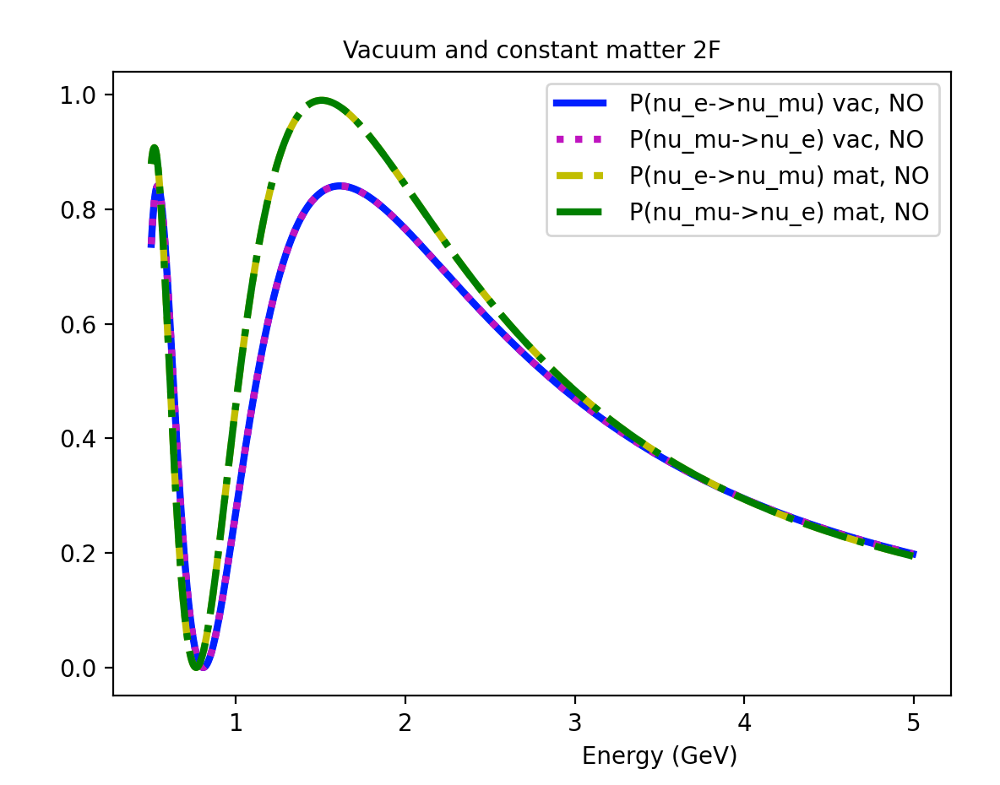 Vacuum and constant matter 2F
P(nu_e->nu_mu) vac, NO
P(nu_mu->nu_e) vac, NO
P(nu_e->nu_mu) mat, NO
P(nu_mu->nu_e) mat, NO
1.0
0.8
0.6
0.4
0.2
0.0
1 2 3 4 5
Energy (GeV)